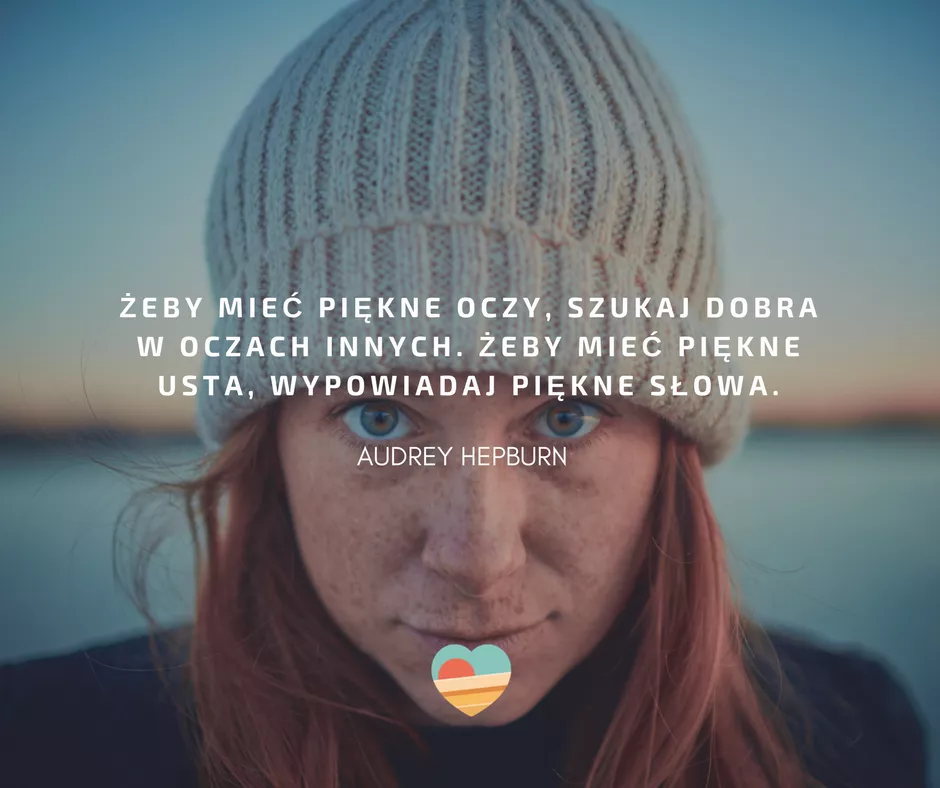 ŻEBY MIEĆ PIĘKNE OCZY, SZUKAJ DOBRA
W OCZACH INNYCH. ŻEBY MIEĆ PIĘKNE
USTA, WYPOWIADAJ PIĘKNE SŁOWA.
AUDREY HEPBURN